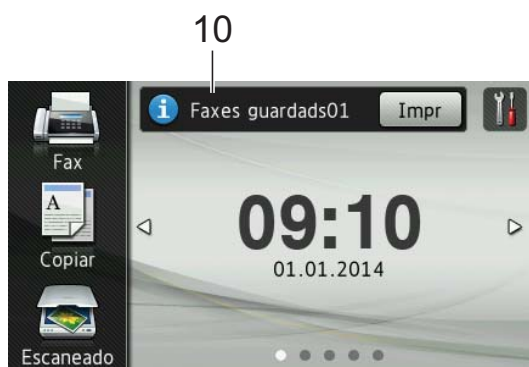 10
Faxes guardads01
Impr
Fax
A
Copiar
09:10
01.01.2014
Escaneado